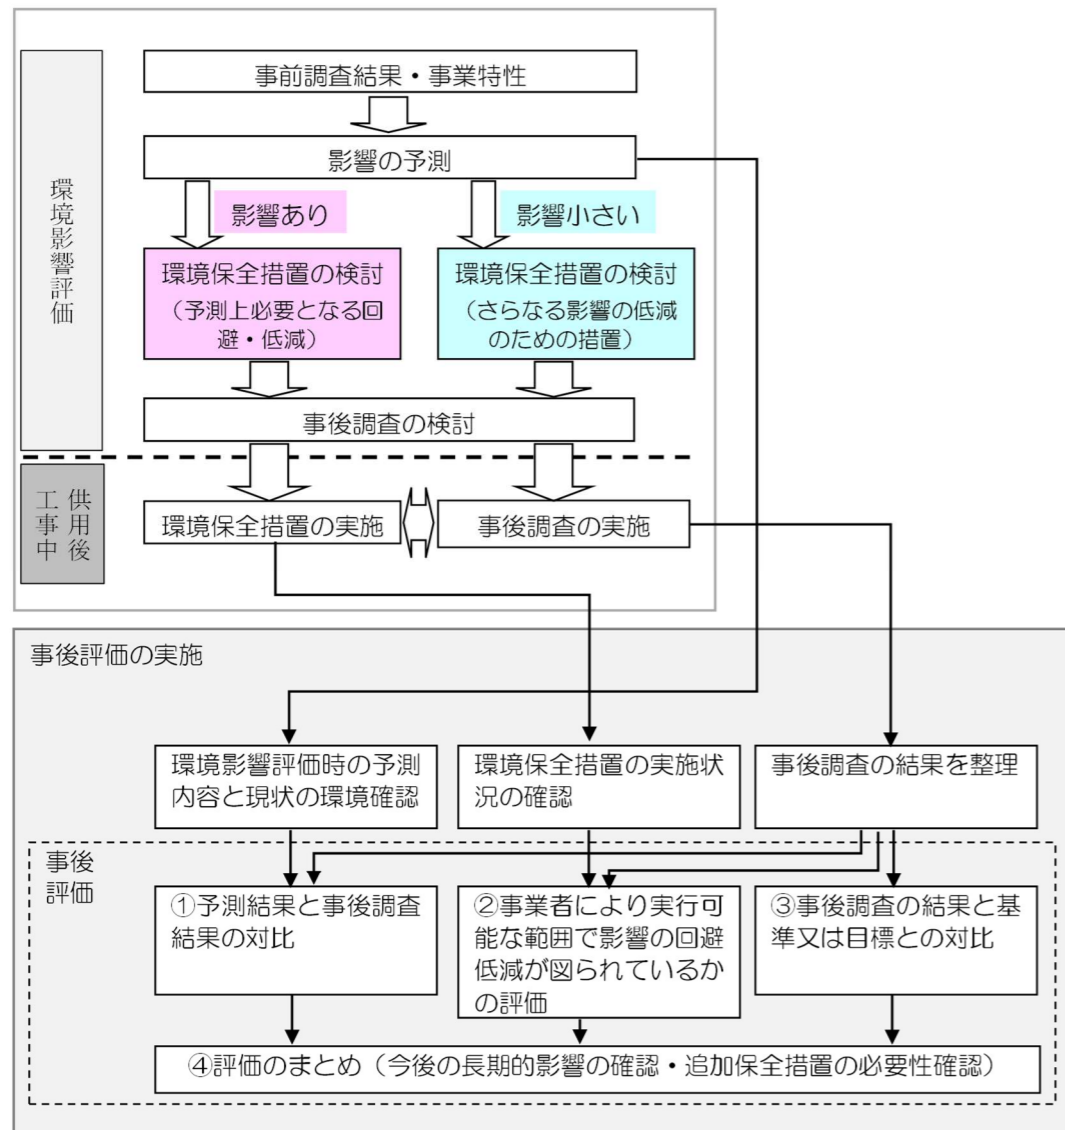 環境影響評価
事前調査結果・事業特性
影響の予測
影響あり
影響小さい
環境保全措置の検討
（予測上必要となる回
避・低減）
環境保全措置の検討
（さらなる影響の低減
のための措置）
事後調査の検討
供用後
工事中
環境保全措置の実施
事後調査の実施
事後評価の実施
環境影響評価時の予測
内容と現状の環境確認
環境保全措置の実施状
況の確認
事後調査の結果を整理
事後
評価
①予測結果と事後調査
結果の対比
②事業者により実行可
能な範囲で影響の回避
低減が図られているか
の評価
③事後調査の結果と基
準又は目標との対比
④評価のまとめ（今後の長期的影響の確認・追加保全措置の必要性確認）